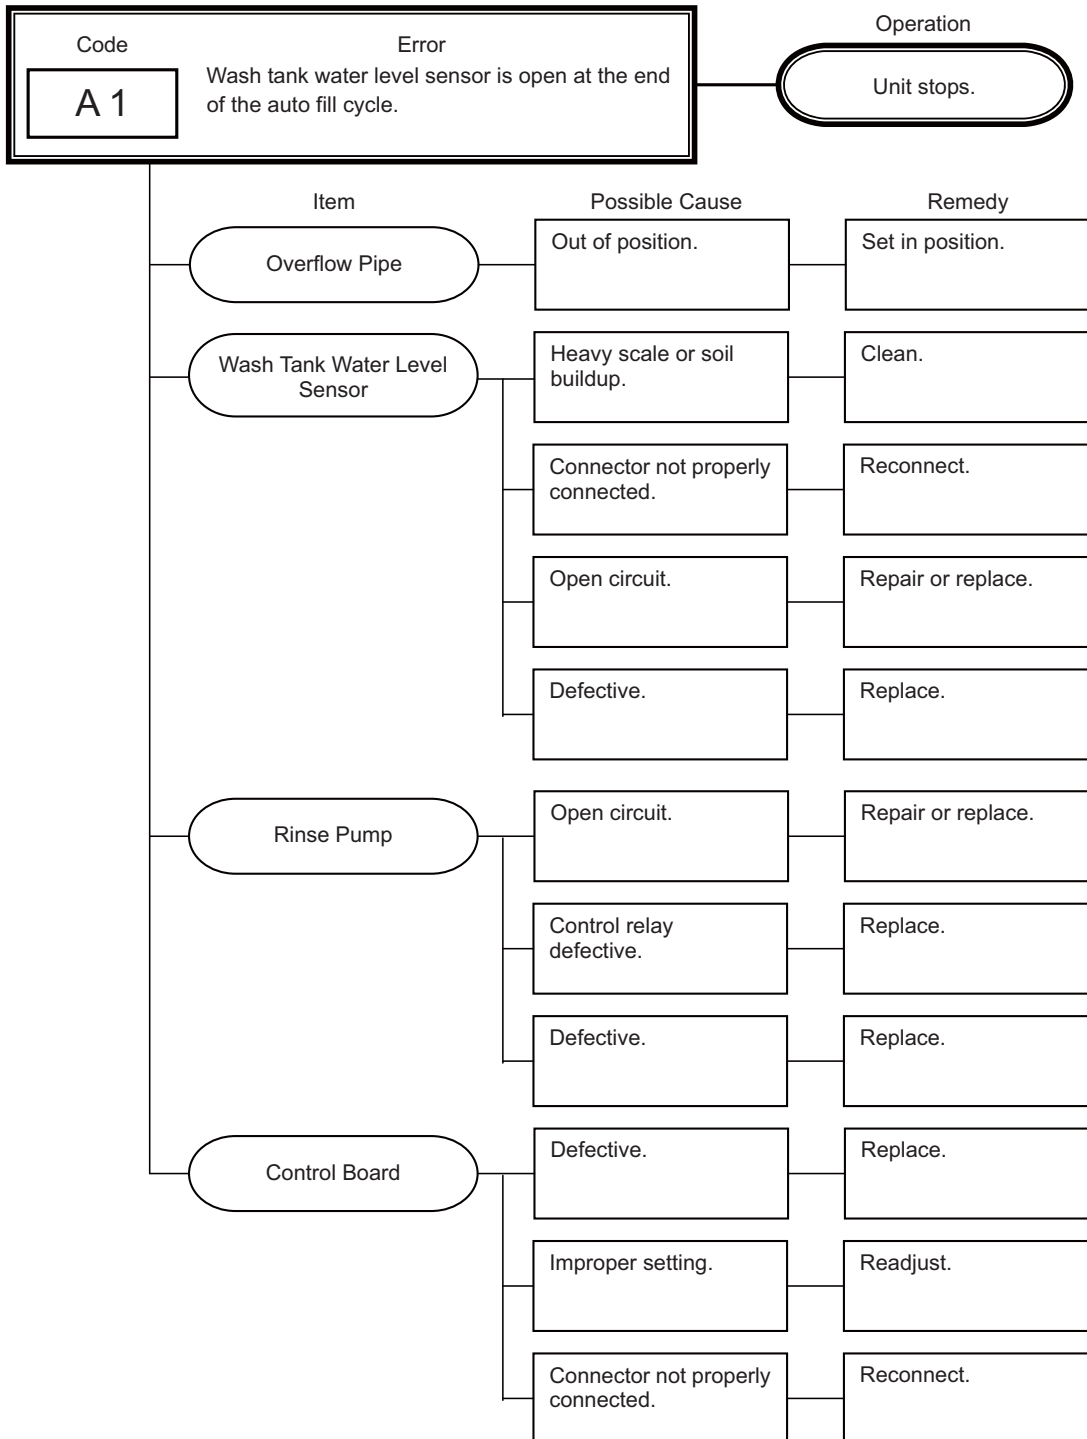 Code
Error
Operation
A 1
Wash tank water level sensor is open at the end
of the auto fill cycle.
Unit stops.
Item
Possible Cause
Remedy
Overflow Pipe
Out of position.
Set in position.
Wash Tank Water Level
Sensor
Heavy scale or soil
buildup.
Clean.
Connector not properly
connected.
Reconnect.
Open circuit.
Repair or replace.
Defective.
Replace.
Rinse Pump
Open circuit.
Repair or replace.
Control relay
defective.
Replace.
Defective.
Replace.
Control Board
Defective.
Replace.
Improper setting.
Readjust.
Connector not properly
connected.
Reconnect.